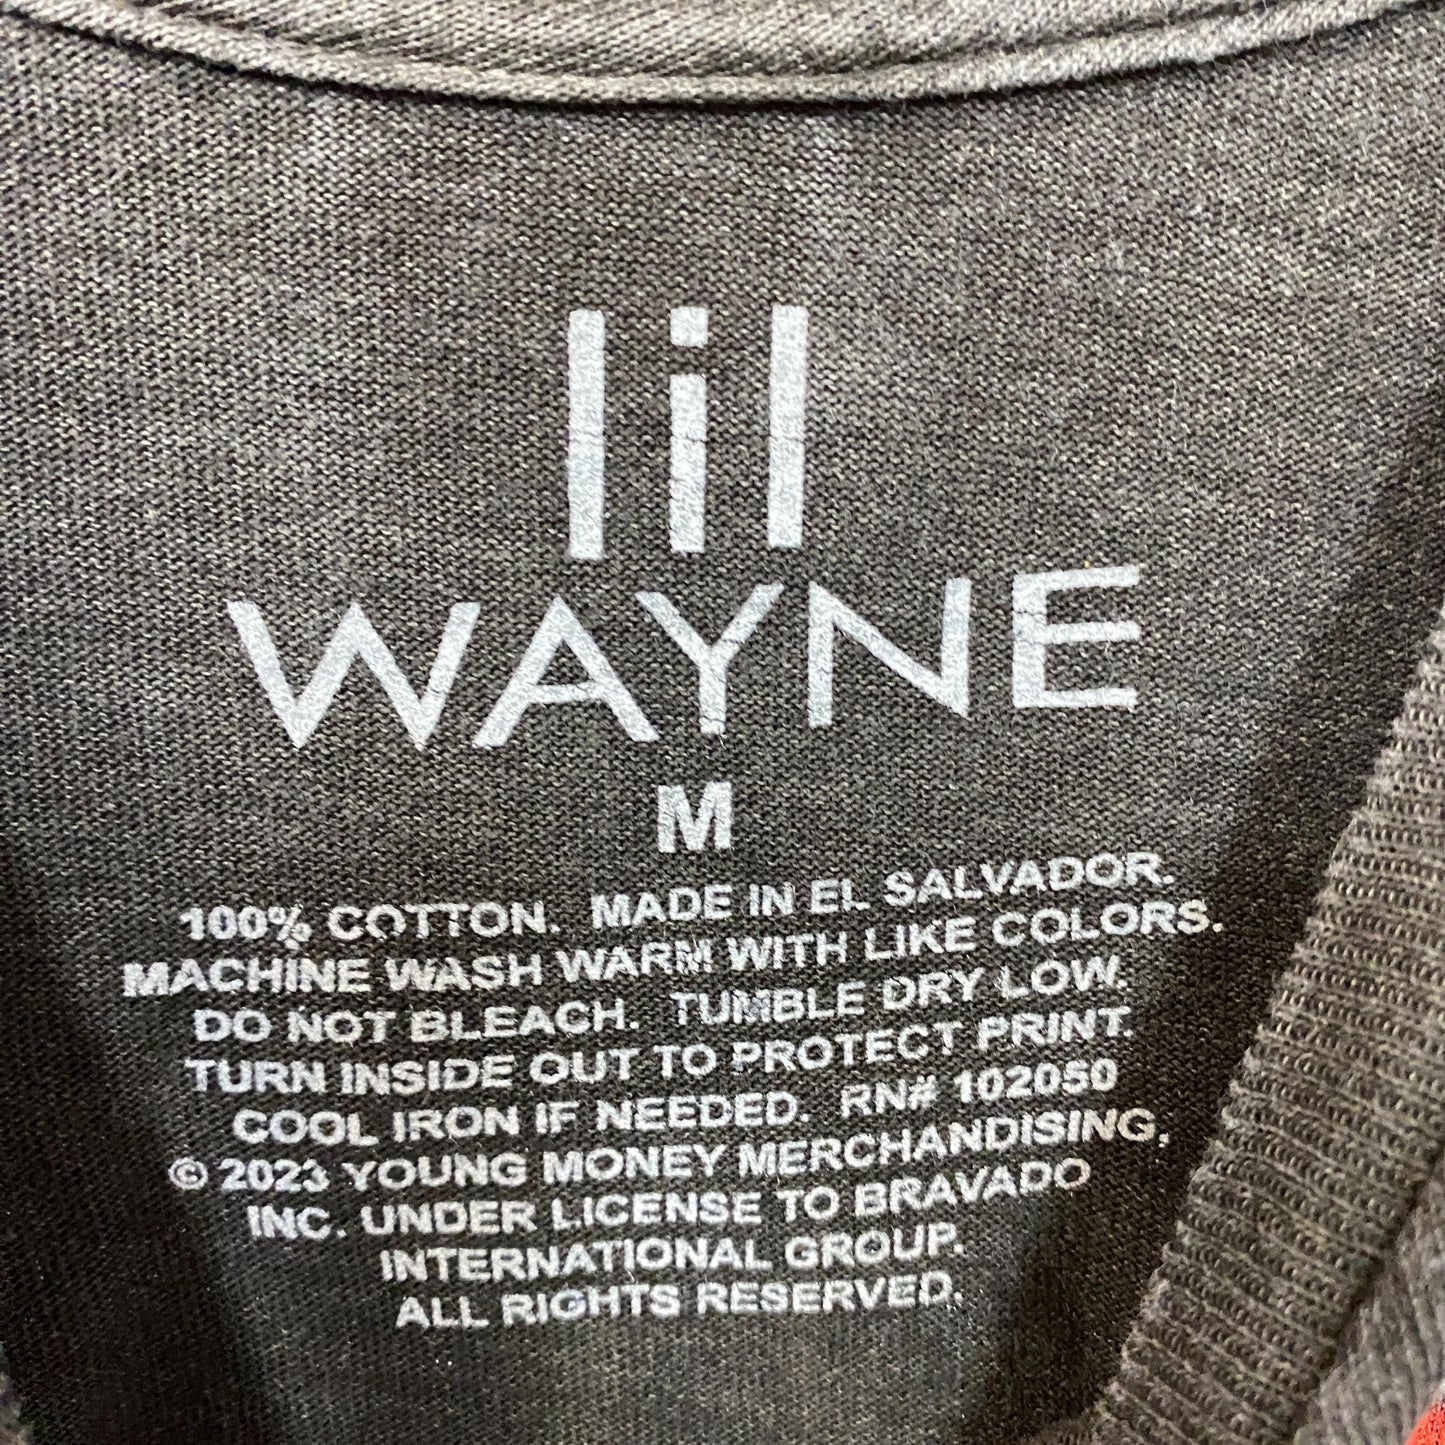 lil
WAYNE
M
100% COTTON. MADE IN EL SALVADOR.
MACHINE WASH WARM WITH LIKE COLORS.
DO NOT BLEACH. TUMBLE DRY LOW.
TURN INSIDE OUT TO PROTECT PRINT.
COOL IRON IF NEEDED. RN# 102050
© 2023 YOUNG MONEY MERCHANDISING,
INC. UNDER LICENSE TO BRAVADO
INTERNATIONAL GROUP.
ALL RIGHTS RESERVED.